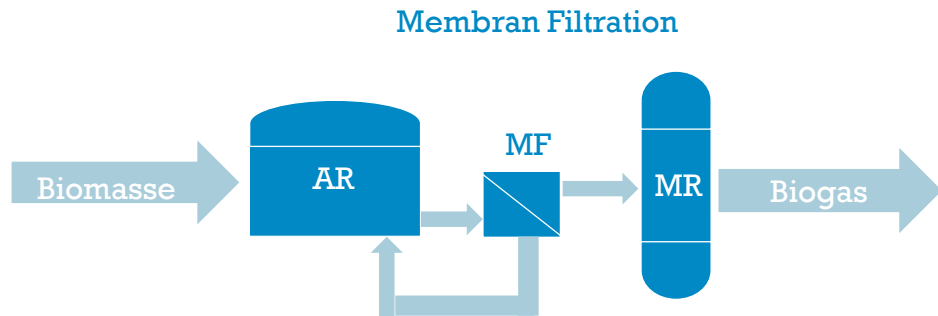 Membran Filtration
MF
Biomasse
AR
MR
Biogas